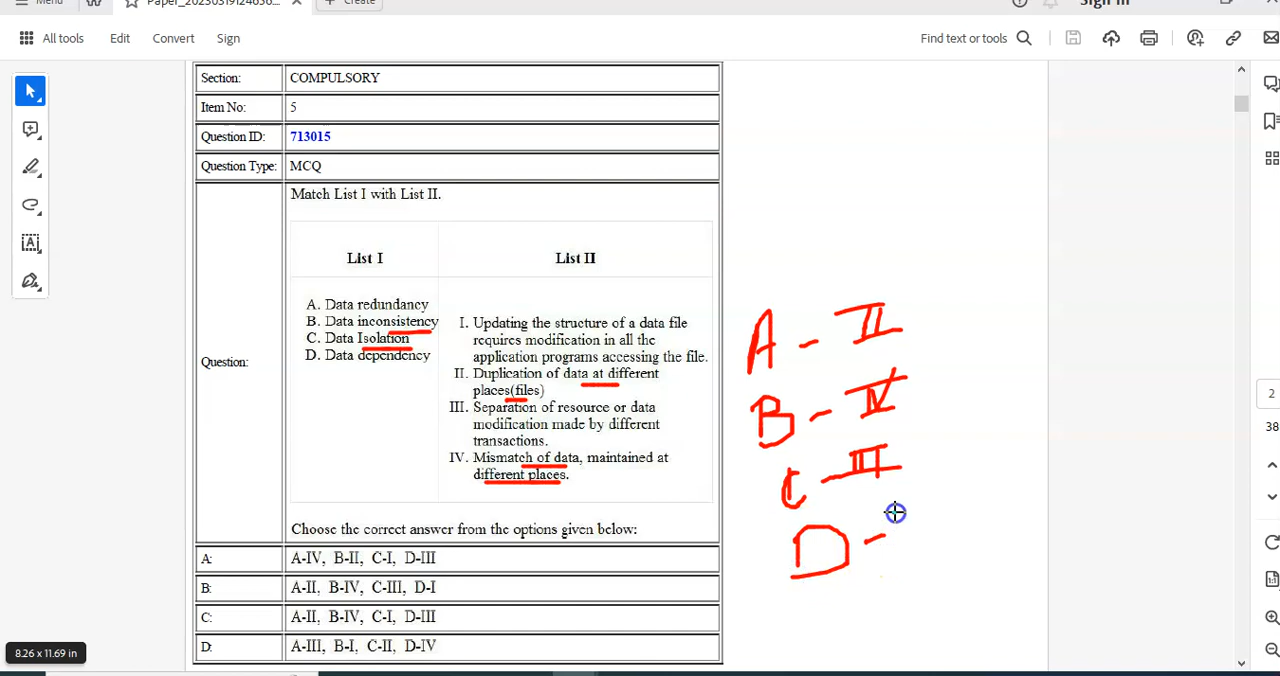 Menu
Paper_20230319124656...
Create
Sign in
All tools
Edit
Convert
Sign
Find text or tools
Section: COMPULSORY
Item No: 5
Question ID: 713015
Question Type: MCQ
Match List I with List II.
List I
List II
A. Data redundancy
B. Data inconsistency
C. Data Isolation
D. Data dependency
I. Updating the structure of a data file
requires modification in all the
application programs accessing the file.
II. Duplication of data at different
places(files)
III. Separation of resource or data
modification made by different
transactions.
IV. Mismatch of data, maintained at
different places.
Question:
Choose the correct answer from the options given below:
A: A-IV, B-II, C-I, D-III
B: A-II, B-IV, C-III, D-I
C: A-II, B-IV, C-I, D-III
D: A-III, B-I, C-II, D-IV
A - II
B - IV
C - III
D -
2
38
1:1
8.26 x 11.69 in